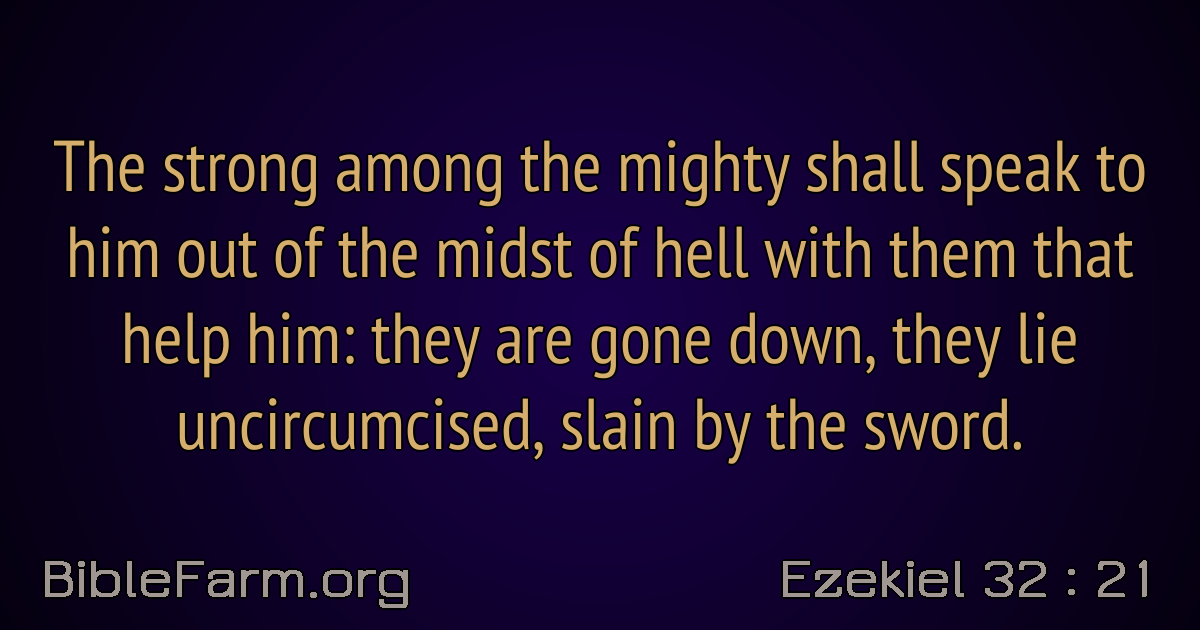 The strong among the mighty shall speak to
him out of the midst of hell with them that
help him: they are gone down, they lie
uncircumcised, slain by the sword.
BibleFarm.org
Ezekiel 32 : 21